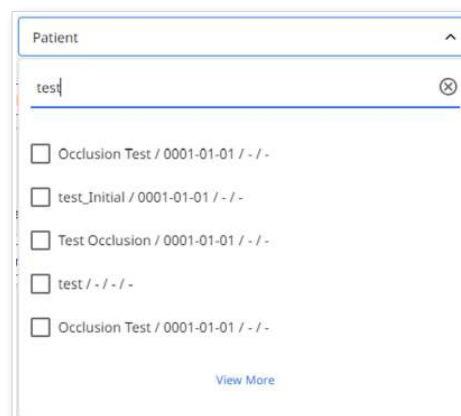 Patient
test
Occlusion Test / 0001-01-01 / - / -
test_Initial / 0001-01-01 / - / -
Test Occlusion / 0001-01-01 / - / -
test / - / - / -
Occlusion Test / 0001-01-01 / - / -
View More